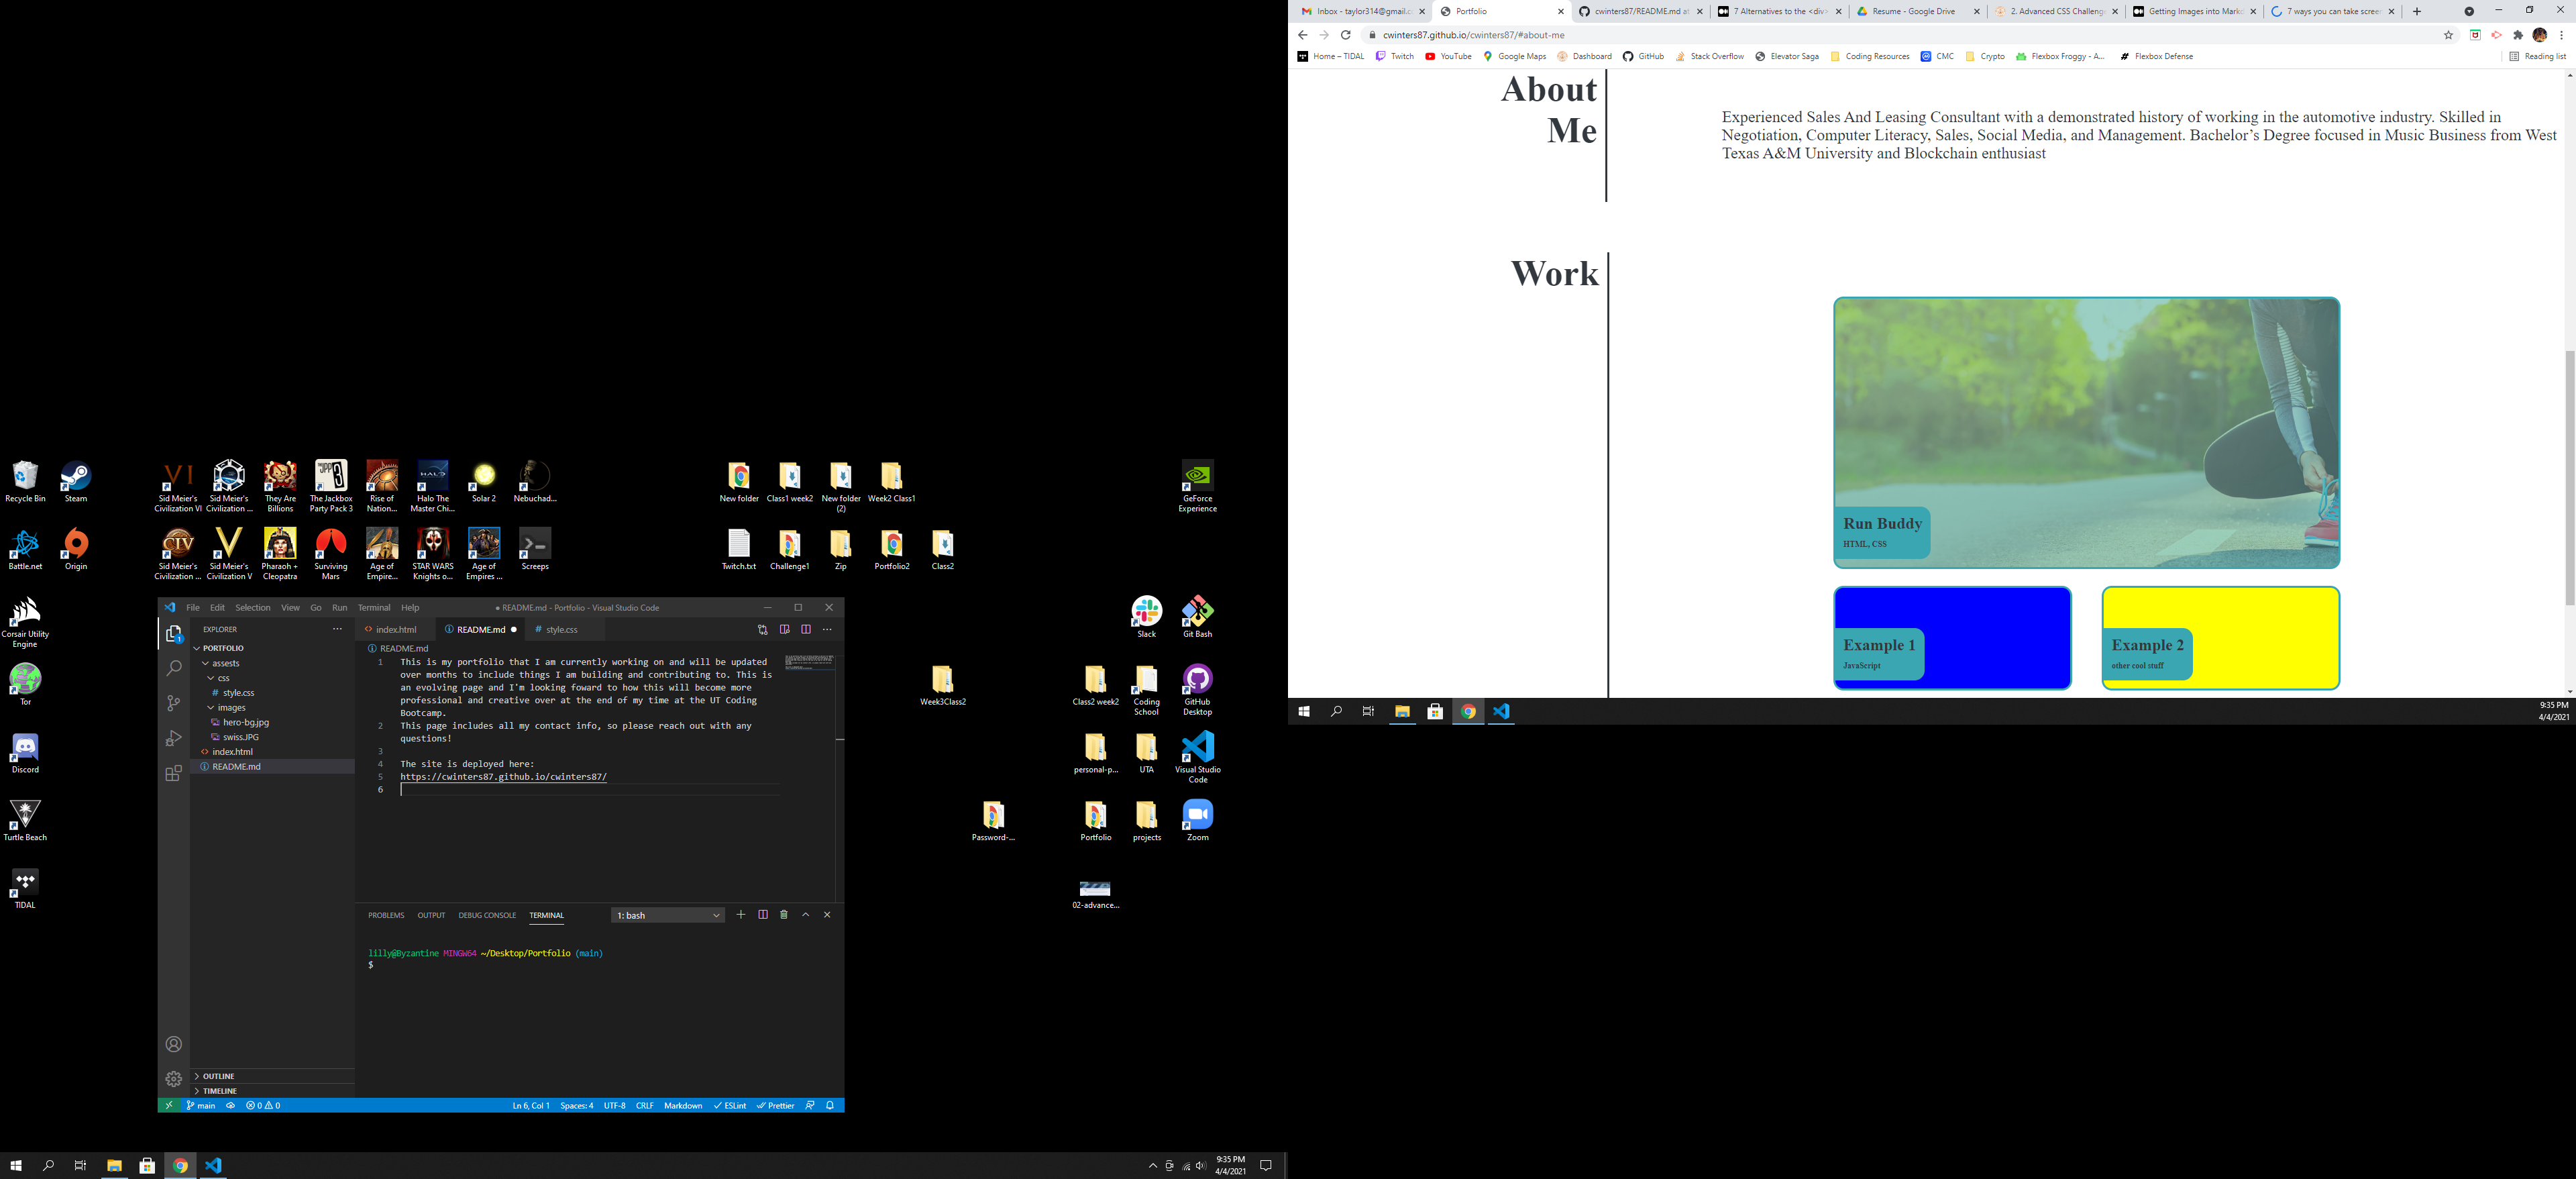 Recycle Bin
Steam
Sid Meier's Civilization VI
Sid Meier's Civilization ...
They Are Billions
The Jackbox Party Pack 3
Rise of Nation...
Halo The Master Chi...
Solar 2
Nebuchad...
New folder
Class1 week2
New folder (2)
Week2 Class1
GeForce Experience
Battle.net
Origin
Sid Meier's Civilization ...
Sid Meier's Civilization V
Pharaoh + Cleopatra
Surviving Mars
Age of Empire...
STAR WARS Knights o...
Age of Empires ...
Screeps
Twitch.txt
Challenge1
Zip
Portfolio2
Class2
Corsair Utility Engine
Slack
Git Bash
Tor
Week3Class2
Class2 week2
Coding School
GitHub Desktop
Discord
personal-p...
UTA
Visual Studio Code
Turtle Beach
Password-...
Portfolio
projects
Zoom
TIDAL
02-advance...
File Edit Selection View Go Run Terminal Help
● README.md - Portfolio - Visual Studio Code
EXPLORER
index.html
README.md
style.css
PORTFOLIO
assests
css
style.css
images
hero-bg.jpg
swiss.JPG
index.html
README.md
OUTLINE
TIMELINE
README.md
1 This is my portfolio that I am currently working on and will be updated
over months to include things I am building and contributing to. This is
an evolving page and I'm looking foward to how this will become more
professional and creative over at the end of my time at the UT Coding
Bootcamp.
2 This page includes all my contact info, so please reach out with any
questions!
3
4 The site is deployed here:
5 https://cwinters87.github.io/cwinters87/
6
PROBLEMS OUTPUT DEBUG CONSOLE TERMINAL
1: bash
lilly@Byzantine MINGW64 ~/Desktop/Portfolio (main)
$
main
0 0
Ln 6, Col 1 Spaces: 4 UTF-8 CRLF Markdown ESLint Prettier
9:35 PM
4/4/2021
Inbox - taylor314@gmail.c
Portfolio
cwinters87/README.md at
7 Alternatives to the <div>
Resume - Google Drive
2. Advanced CSS Challenge
Getting Images into Marko
7 ways you can take scree
cwinters87.github.io/cwinters87/#about-me
Home – TIDAL
Twitch
YouTube
Google Maps
Dashboard
GitHub
Stack Overflow
Elevator Saga
Coding Resources
CMC
Crypto
Flexbox Froggy - A...
Flexbox Defense
Reading list
About
Me
Experienced Sales And Leasing Consultant with a demonstrated history of working in the automotive industry. Skilled in
Negotiation, Computer Literacy, Sales, Social Media, and Management. Bachelor’s Degree focused in Music Business from West
Texas A&M University and Blockchain enthusiast
Work
Run Buddy
HTML, CSS
Example 1
JavaScript
Example 2
other cool stuff
9:35 PM
4/4/2021